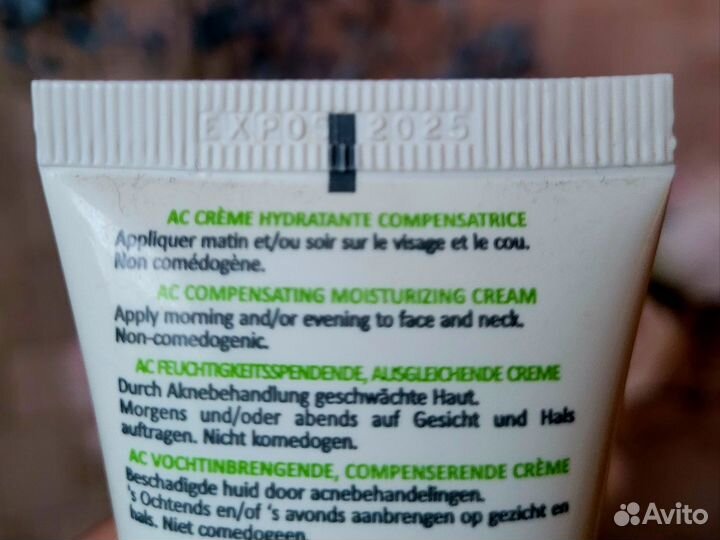 EXP05 2025
AC CRÈME HYDRATANTE COMPENSATRICE
Appliquer matin et/ou soir sur le visage et le cou.
Non comédogène.
AC COMPENSATING MOISTURIZING CREAM
Apply morning and/or evening to face and neck.
Non-comedogenic.
AC FEUCHTIGKEITSSPENDENDE, AUSGLEICHENDE CREME
Durch Aknebehandlung geschwächte Haut.
Morgens und/oder abends auf Gesicht und Hals
auftragen. Nicht komedogen.
AC VOCHTINBRENGENDE, COMPENSERENDE CRÈME
Beschadigde huid door acnebehandelingen.
's Ochtends en/of 's avonds aanbrengen op gezicht en
hals. Niet comedogeen.
Avito